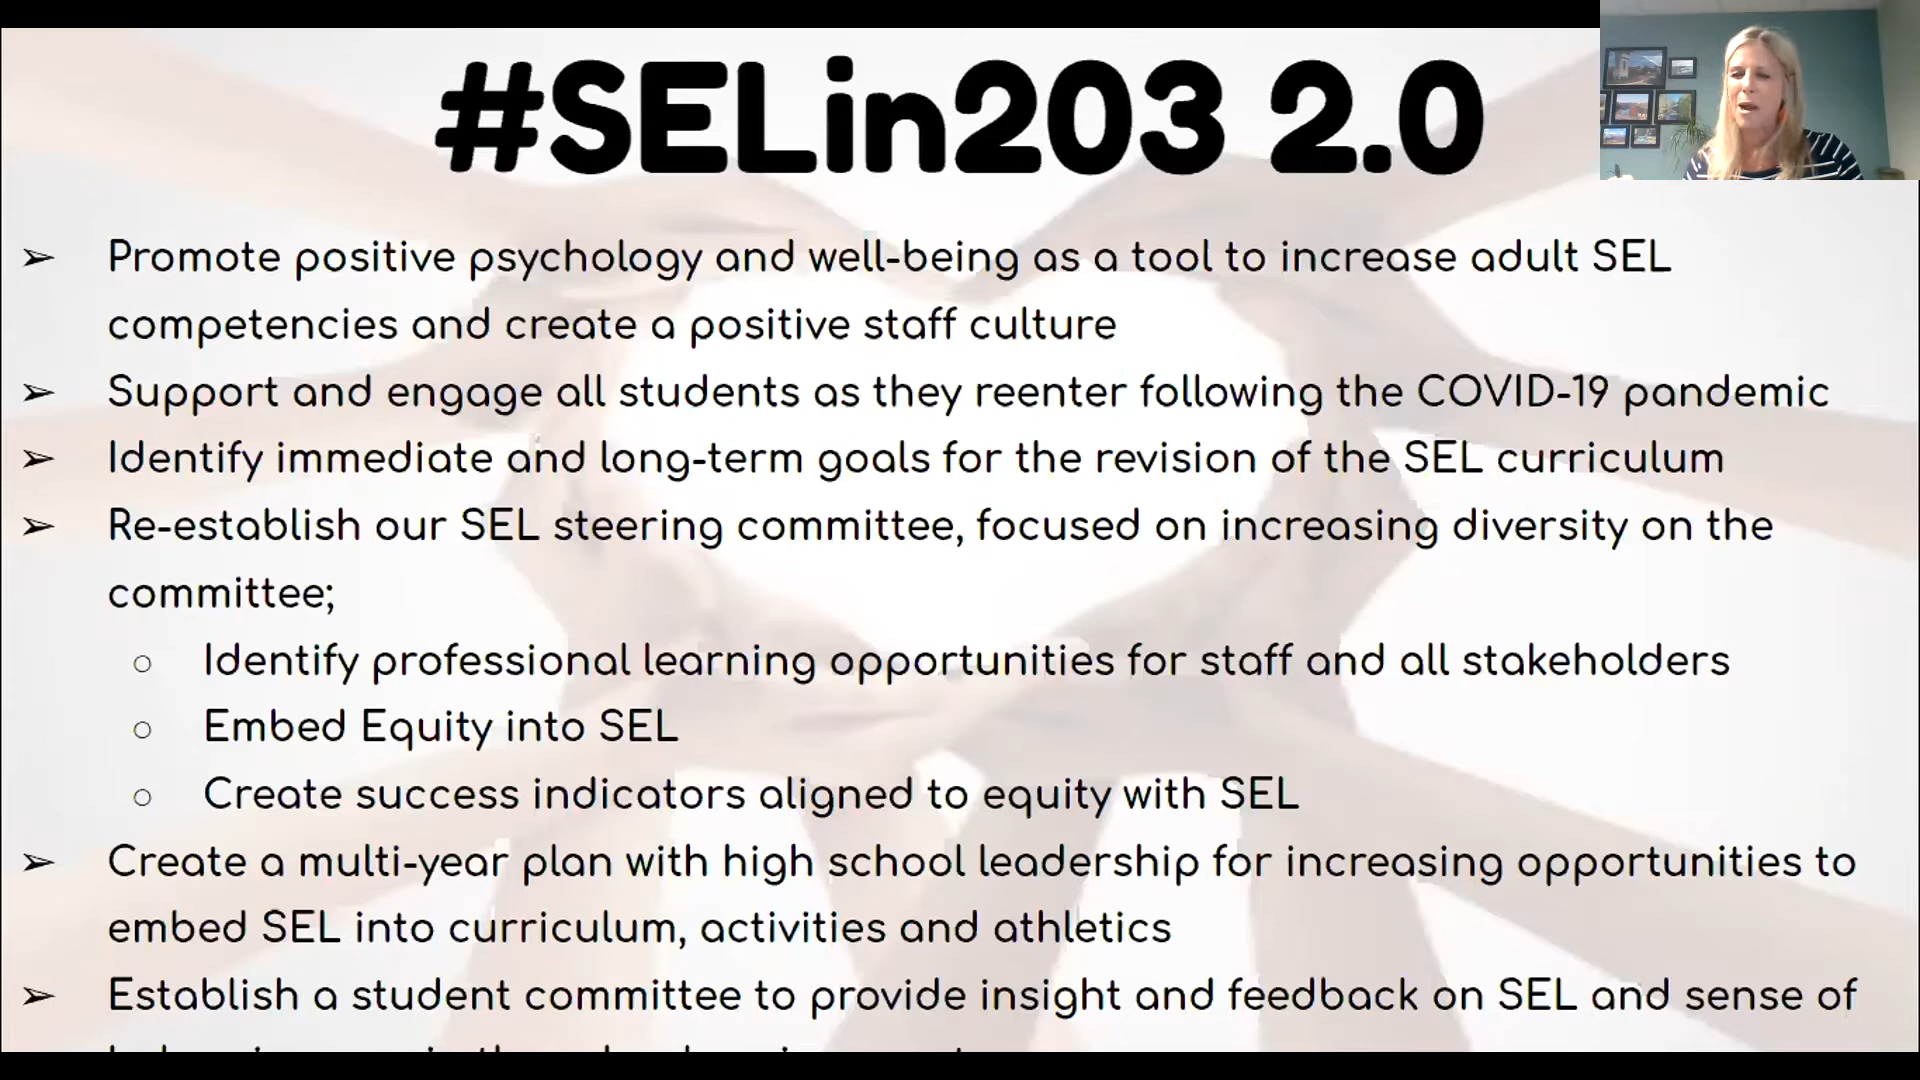 #SELin203 2.0
➢ Promote positive psychology and well-being as a tool to increase adult SEL
competencies and create a positive staff culture
➢ Support and engage all students as they reenter following the COVID-19 pandemic
➢ Identify immediate and long-term goals for the revision of the SEL curriculum
➢ Re-establish our SEL steering committee, focused on increasing diversity on the
committee;
○ Identify professional learning opportunities for staff and all stakeholders
○ Embed Equity into SEL
○ Create success indicators aligned to equity with SEL
➢ Create a multi-year plan with high school leadership for increasing opportunities to
embed SEL into curriculum, activities and athletics
➢ Establish a student committee to provide insight and feedback on SEL and sense of